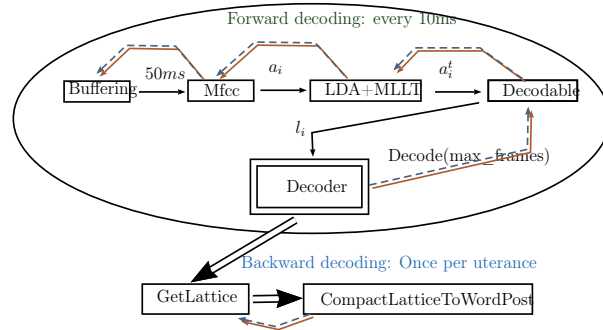 Forward decoding: every 10ms
50ms
a_i
a_i^t
Buffering
Mfcc
LDA+MLLT
Decodable
l_i
Decode(max_frames)
Decoder
Backward decoding: Once per uterance
GetLattice
CompactLatticeToWordPost